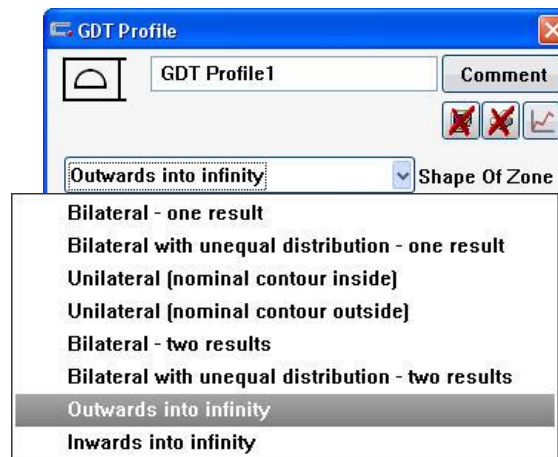 GDT Profile
GDT Profile1
Comment
Outwards into infinity
Shape Of Zone
Bilateral - one result
Bilateral with unequal distribution - one result
Unilateral (nominal contour inside)
Unilateral (nominal contour outside)
Bilateral - two results
Bilateral with unequal distribution - two results
Outwards into infinity
Inwards into infinity